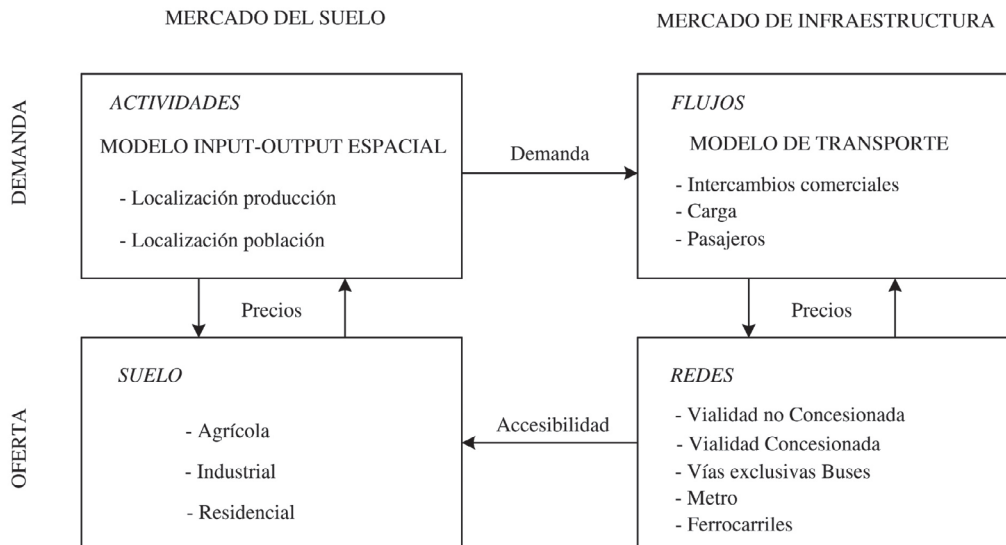 MERCADO DEL SUELO
MERCADO DE INFRAESTRUCTURA
DEMANDA
ACTIVIDADES
MODELO INPUT-OUTPUT ESPACIAL
- Localización producción
- Localización población
Demanda
FLUJOS
MODELO DE TRANSPORTE
- Intercambios comerciales
- Carga
- Pasajeros
Precios
Precios
OFERTA
SUELO
- Agrícola
- Industrial
- Residencial
Accesibilidad
REDES
- Vialidad no Concesionada
- Vialidad Concesionada
- Vías exclusivas Buses
- Metro
- Ferrocarriles